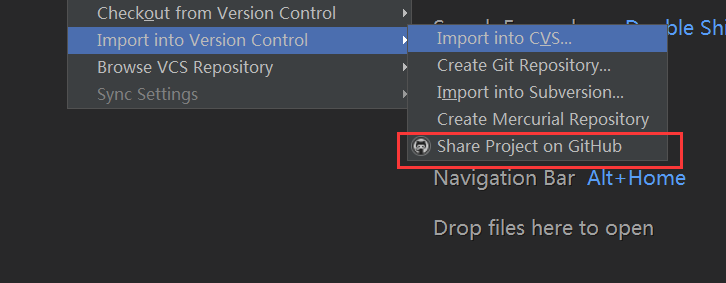 Checkout from Version Control
Import into Version Control
Browse VCS Repository
Sync Settings
Import into CVS...
Create Git Repository...
Import into Subversion...
Create Mercurial Repository
Share Project on GitHub
Double Shi
Navigation Bar Alt+Home
Drop files here to open